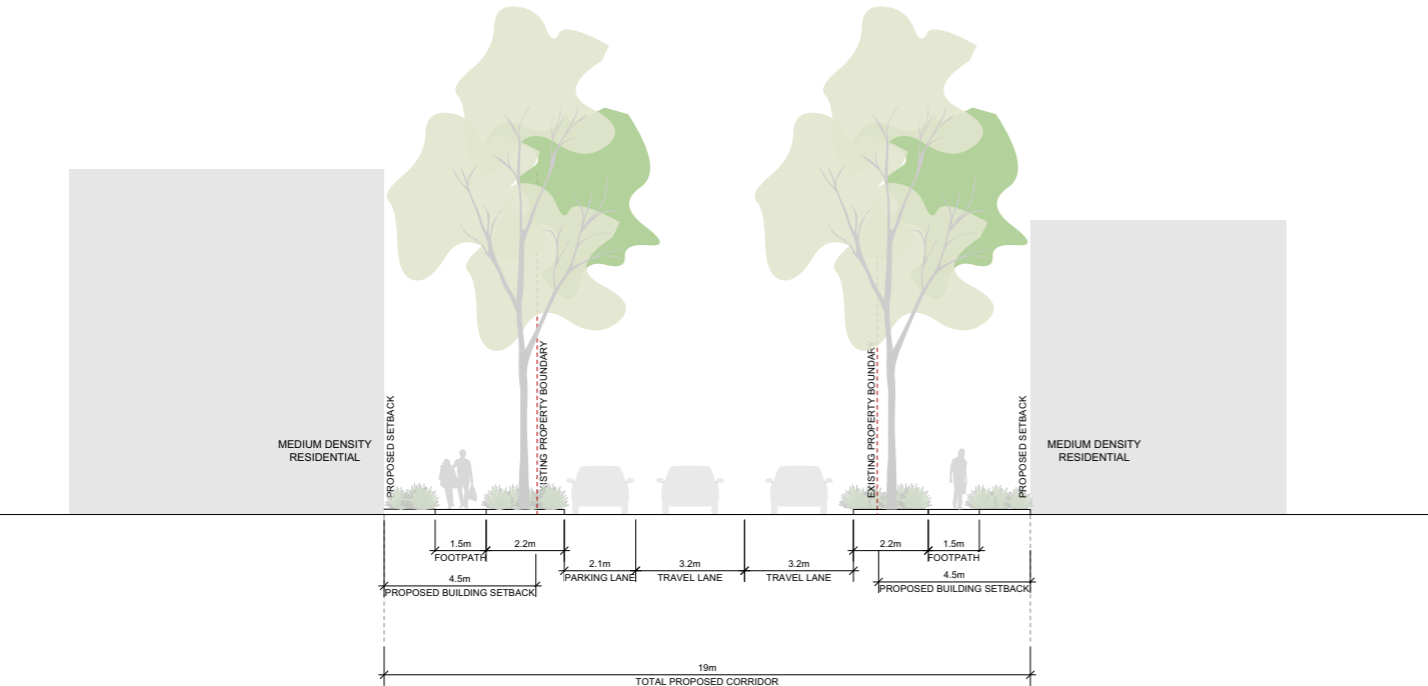 EXISTING PROPERTY BOUNDARY
EXISTING PROPERTY BOUNDARY
PROPOSED SETBACK
PROPOSED SETBACK
MEDIUM DENSITY
RESIDENTIAL
MEDIUM DENSITY
RESIDENTIAL
1.5m
2.2m
2.2m
1.5m
FOOTPATH
FOOTPATH
2.1m
3.2m
3.2m
PARKING LANE
TRAVEL LANE
TRAVEL LANE
4.5m
4.5m
PROPOSED BUILDING SETBACK
PROPOSED BUILDING SETBACK
19m
TOTAL PROPOSED CORRIDOR